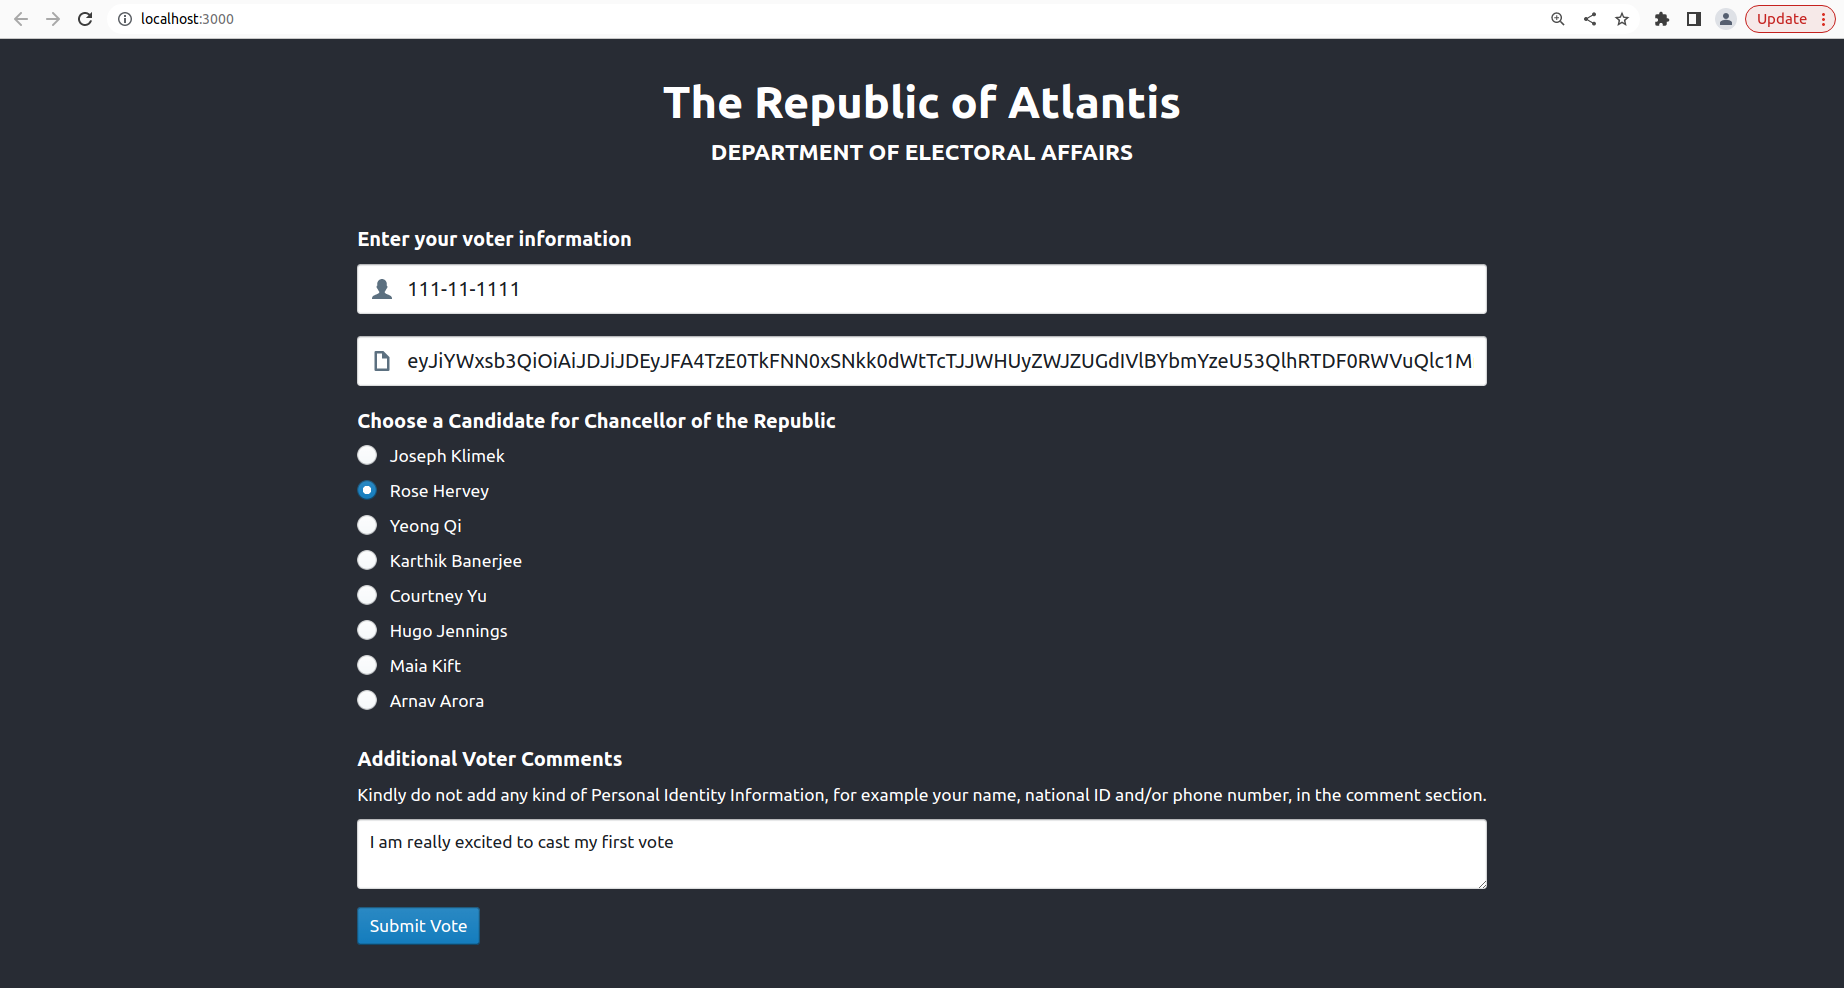 localhost:3000
Update
The Republic of Atlantis
DEPARTMENT OF ELECTORAL AFFAIRS
Enter your voter information
111-11-1111
eyJiYWxsb3QiOiAiJDJiJDEyJFA4TzE0TkFNN0xSNkk0dWtTcTJJWHUyZWJZUGdIVlBYbmYzeU53QlhRTDF0RWVuQlc1M
Choose a Candidate for Chancellor of the Republic
Joseph Klimek
Rose Hervey
Yeong Qi
Karthik Banerjee
Courtney Yu
Hugo Jennings
Maia Kift
Arnav Arora
Additional Voter Comments
Kindly do not add any kind of Personal Identity Information, for example your name, national ID and/or phone number, in the comment section.
I am really excited to cast my first vote
Submit Vote